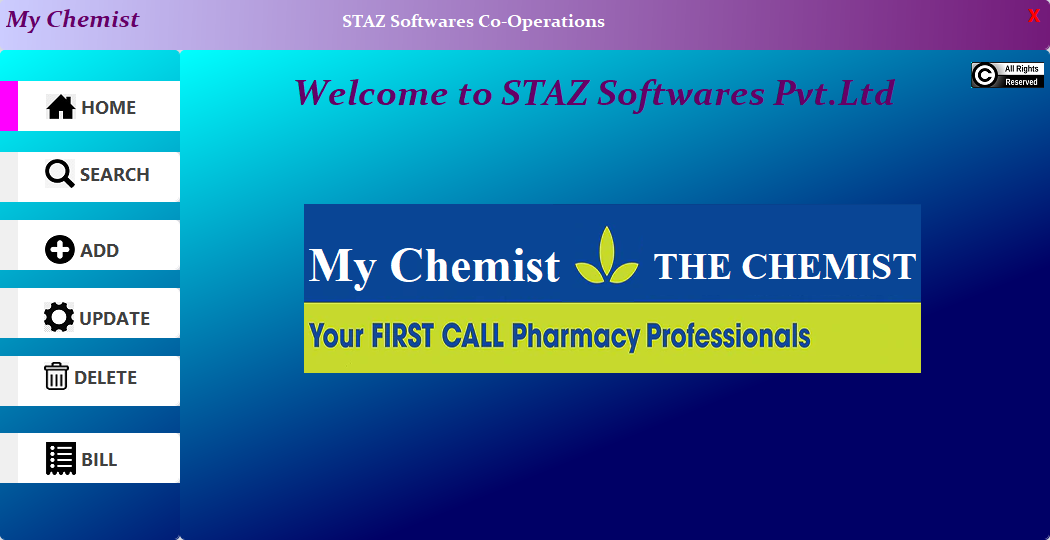 My Chemist
STAZ Softwares Co-Operations
X
Welcome to STAZ Softwares Pvt.Ltd
C All Rights
Reserved
HOME
SEARCH
ADD
UPDATE
DELETE
BILL
My Chemist THE CHEMIST
Your FIRST CALL Pharmacy Professionals